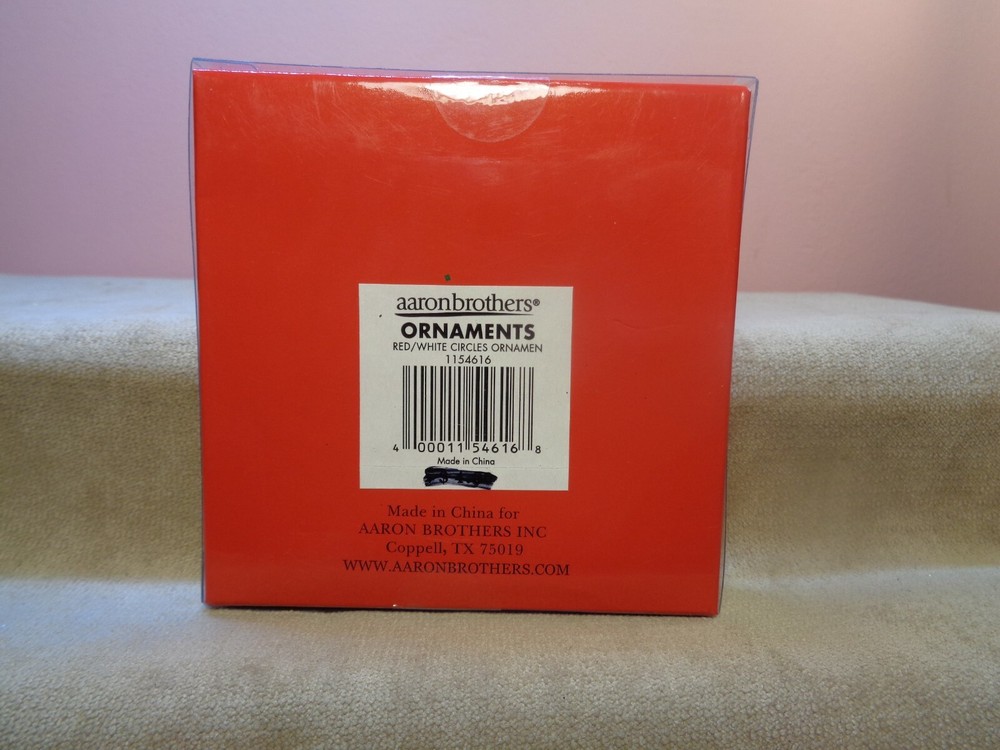 aaronbrothers®
ORNAMENTS
RED/WHITE CIRCLES ORNAMEN
1154616
4 00011 54616 8
Made in China
Made in China for
AARON BROTHERS INC
Coppell, TX 75019
WWW.AARONBROTHERS.COM